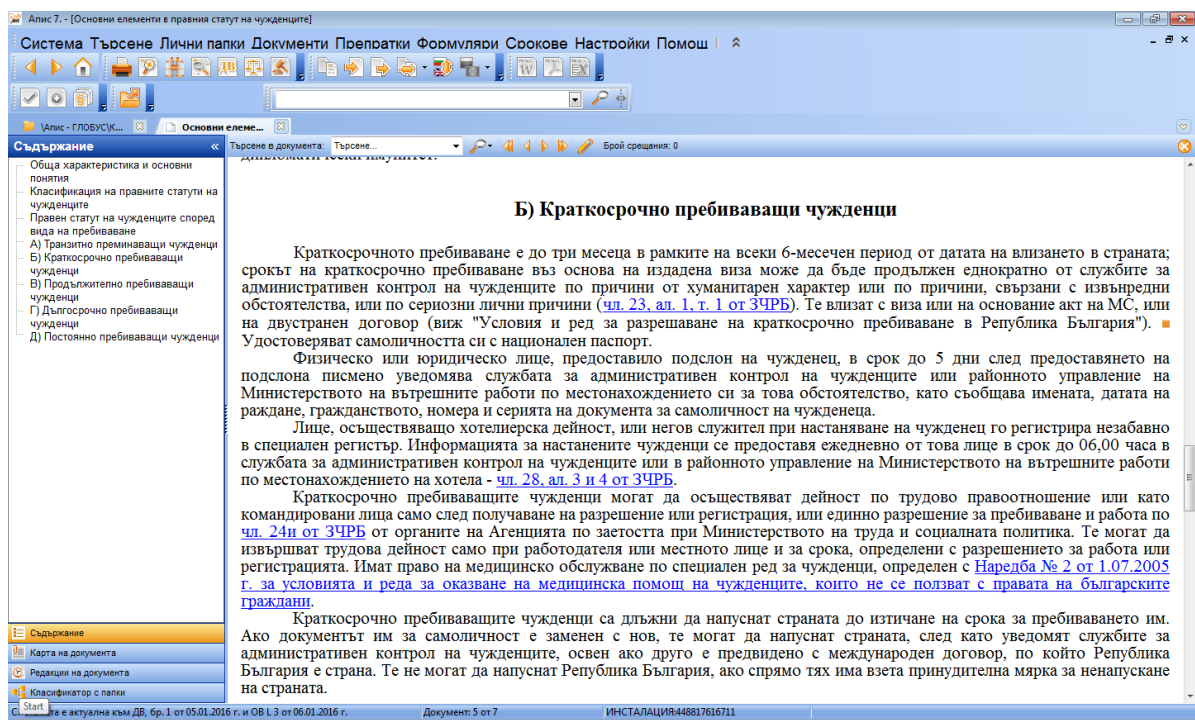 Апис 7. - [Основни елементи в правния статут на чужденците]
Система Търсене Лични папки Документи Препратки Формуляри Срокове Настройки Помощ
\Апис - ГЛОБУС\К...
Основни елеме...
Съдържание «
Търсене в документа: Търсене...
Брой срещания: 0
Обща характеристика и основни
понятия
Класификация на правните статути на
чужденците
Правен статут на чужденците според
вида на пребиваване
А) Транзитно преминаващи чужденци
Б) Краткосрочно пребиваващи
чужденци
В) Продължително пребиваващи
чужденци
Г) Дългосрочно пребиваващи
чужденци
Д) Постоянно пребиваващи чужденци
дипломатически имунитет.
Б) Краткосрочно пребиваващи чужденци
Краткосрочното пребиваване е до три месеца в рамките на всеки 6-месечен период от датата на влизането в страната;
срокът на краткосрочно пребиваване въз основа на издадена виза може да бъде продължен еднократно от службите за
административен контрол на чужденците по причини от хуманитарен характер или по причини, свързани с извънредни
обстоятелства, или по сериозни лични причини (чл. 23, ал. 1, т. 1 от ЗЧРБ). Те влизат с виза или на основание акт на МС, или
на двустранен договор (виж "Условия и ред за разрешаване на краткосрочно пребиваване в Република България").
Удостоверяват самоличността си с национален паспорт.
Физическо или юридическо лице, предоставило подслон на чужденец, в срок до 5 дни след предоставянето на
подслона писмено уведомява службата за административен контрол на чужденците или районното управление на
Министерството на вътрешните работи по местонахождението си за това обстоятелство, като съобщава имената, датата на
раждане, гражданството, номера и серията на документа за самоличност на чужденеца.
Лице, осъществяващо хотелиерска дейност, или негов служител при настаняване на чужденец го регистрира незабавно
в специален регистър. Информацията за настанените чужденци се предоставя ежедневно от това лице в срок до 06,00 часа в
службата за административен контрол на чужденците или в районното управление на Министерството на вътрешните работи
по местонахождението на хотела - чл. 28, ал. 3 и 4 от ЗЧРБ.
Краткосрочно пребиваващите чужденци могат да осъществяват дейност по трудово правоотношение или като
командировани лица само след получаване на разрешение или регистрация, или единно разрешение за пребиваване и работа по
чл. 24и от ЗЧРБ от органите на Агенцията по заетостта при Министерството на труда и социалната политика. Те могат да
извършват трудова дейност само при работодателя или местното лице и за срока, определени с разрешението за работа или
регистрацията. Имат право на медицинско обслужване по специален ред за чужденци, определен с Наредба № 2 от 1.07.2005
г. за условията и реда за оказване на медицинска помощ на чужденците, които не се ползват с правата на българските
граждани.
Краткосрочно пребиваващите чужденци са длъжни да напуснат страната до изтичане на срока за пребиваването им.
Ако документът им за самоличност е заменен с нов, те могат да напуснат страната, след като уведомят службите за
административен контрол на чужденците, освен ако друго е предвидено с международен договор, по който Република
България е страна. Те не могат да напуснат Република България, ако спрямо тях има взета принудителна мярка за ненапускане
на страната.
Съдържание
Карта на документа
Редакции на документа
Класификатор с папки
Start
та е актуална към ДВ, бр. 1 от 05.01.2016 г. и OB L 3 от 06.01.2016 г.
Документ: 5 от 7
ИНСТАЛАЦИЯ:448817616711